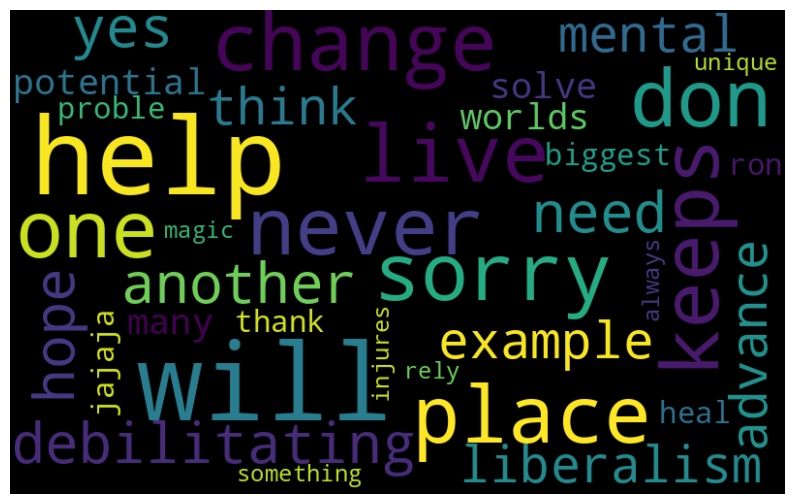 yes
change
mental
unique
potential
solve
don
proble
think
worlds
help
live
biggest
ron
keeps
one
magic
never
need
another
sorry
always
advance
hope
jajaja
many
thank
injures
example
will
rely
place
heal
debilitating
something
liberalism